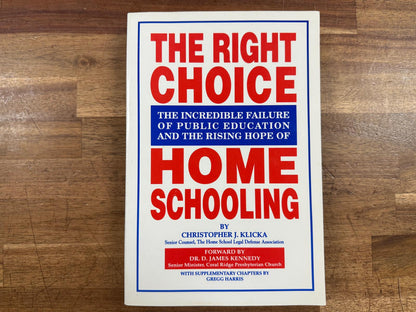 THE RIGHT
CHOICE
THE INCREDIBLE FAILURE
OF PUBLIC EDUCATION
AND THE RISING HOPE OF
HOME
SCHOOLING
BY
CHRISTOPHER J. KLICKA
Senior Counsel, The Home School Legal Defense Association
FORWARD BY
DR. D. JAMES KENNEDY
Senior Minister, Coral Ridge Presbyterian Church
WITH SUPPLEMENTARY CHAPTERS BY
GREGG HARRIS